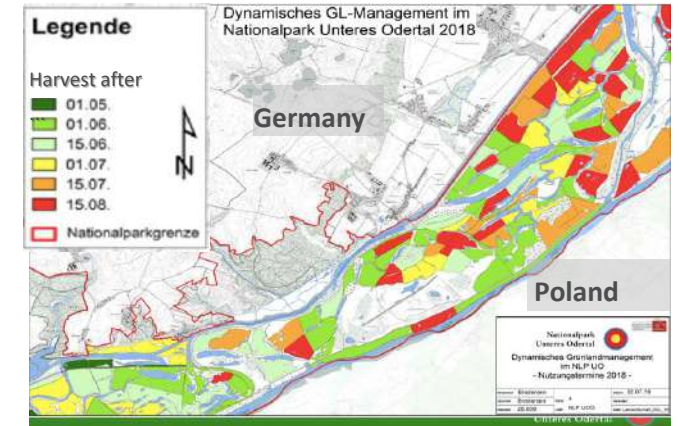 Legende
Harvest after
01.05.
01.06.
15.06.
01.07.
15.07.
15.08.
Nationalparkgrenze
N
Dynamisches GL-Management im
Nationalpark Unteres Odertal 2018
Germany
Poland
Nationalpark
Unteres Odertal
Dynamisches Grünlandmanagement
im NLP UO
- Nutzungstermine 2018 -
Unteres Odertal